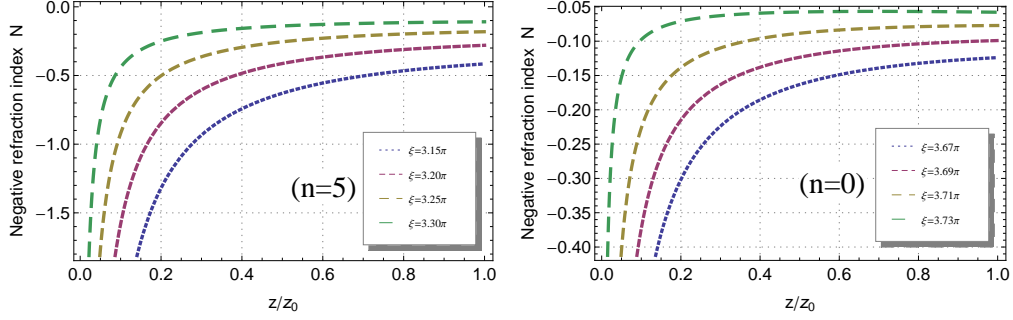 0.0
−0.5
−1.0
−1.5
Negative refraction index N
(n=5)
ξ=3.15π
ξ=3.20π
ξ=3.25π
ξ=3.30π
0.0 0.2 0.4 0.6 0.8 1.0
z/z₀
−0.05
−0.10
−0.15
−0.20
−0.25
−0.30
−0.35
−0.40
Negative refraction index N
(n=0)
ξ=3.67π
ξ=3.69π
ξ=3.71π
ξ=3.73π
0.0 0.2 0.4 0.6 0.8 1.0
z/z₀